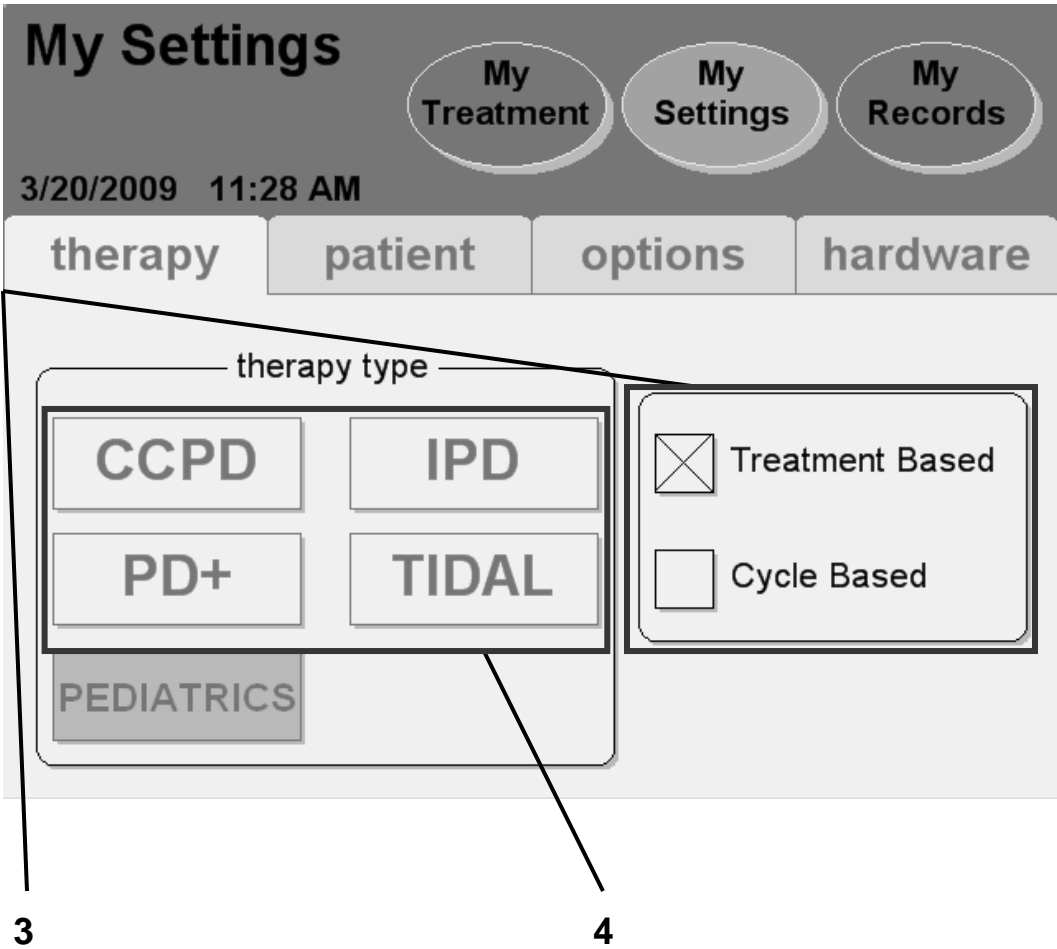 My Settings
My
Treatment
My
Settings
My
Records
3/20/2009 11:28 AM
therapy patient options hardware
therapy type
CCPD IPD
PD+ TIDAL
PEDIATRICS
Treatment Based
Cycle Based
3 4